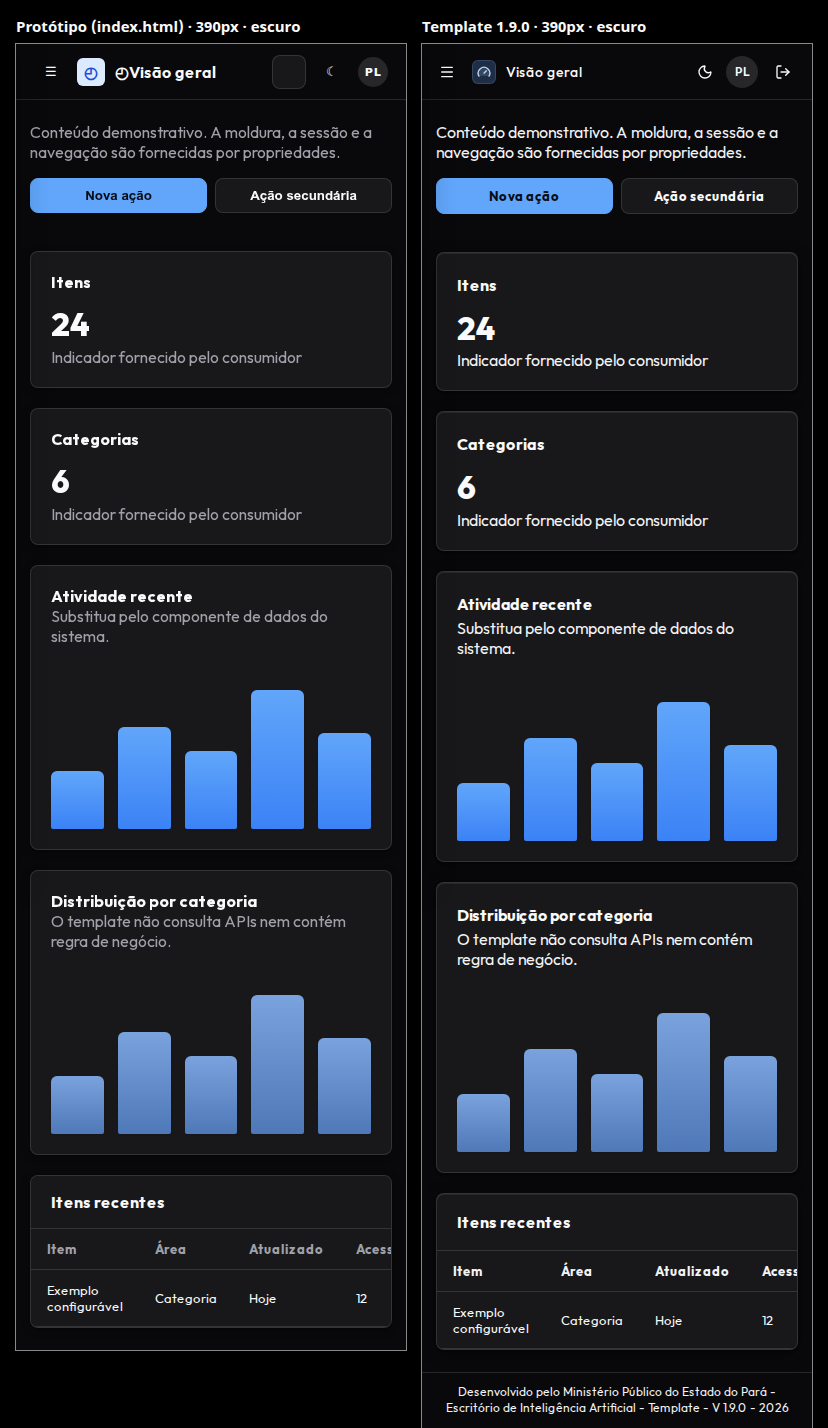 Protótipo (index.html) · 390px · escuro
☰ ◴ ◴Visão geral ☾ PL
Conteúdo demonstrativo. A moldura, a sessão e a
navegação são fornecidas por propriedades.
Nova ação Ação secundária
Itens
24
Indicador fornecido pelo consumidor
Categorias
6
Indicador fornecido pelo consumidor
Atividade recente
Substitua pelo componente de dados do
sistema.
Distribuição por categoria
O template não consulta APIs nem contém
regra de negócio.
Itens recentes
Item Área Atualizado Acess
Exemplo
configurável Categoria Hoje 12
Template 1.9.0 · 390px · escuro
Visão geral PL
Conteúdo demonstrativo. A moldura, a sessão e a
navegação são fornecidas por propriedades.
Nova ação Ação secundária
Itens
24
Indicador fornecido pelo consumidor
Categorias
6
Indicador fornecido pelo consumidor
Atividade recente
Substitua pelo componente de dados do
sistema.
Distribuição por categoria
O template não consulta APIs nem contém
regra de negócio.
Itens recentes
Item Área Atualizado Acess
Exemplo
configurável Categoria Hoje 12
Desenvolvido pelo Ministério Público do Estado do Pará -
Escritório de Inteligência Artificial - Template - V 1.9.0 - 2026